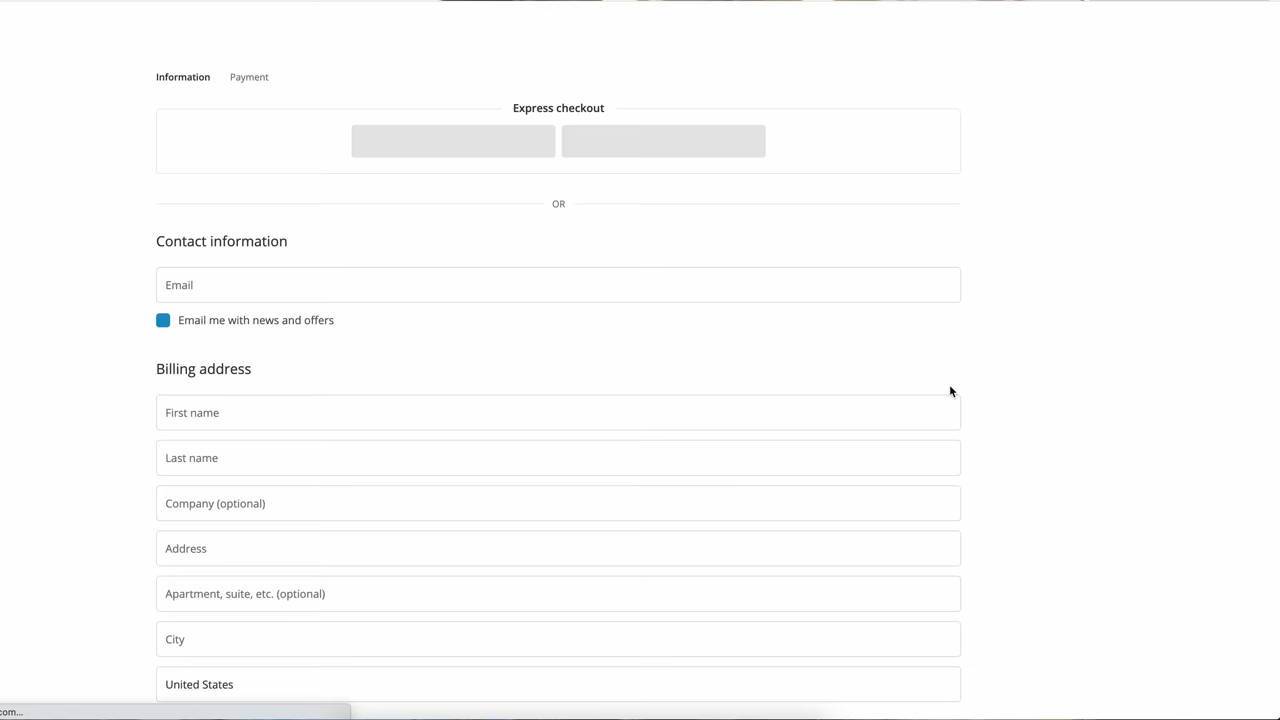 Information Payment
Express checkout
OR
Contact information
Email
Email me with news and offers
Billing address
First name
Last name
Company (optional)
Address
Apartment, suite, etc. (optional)
City
United States
com...